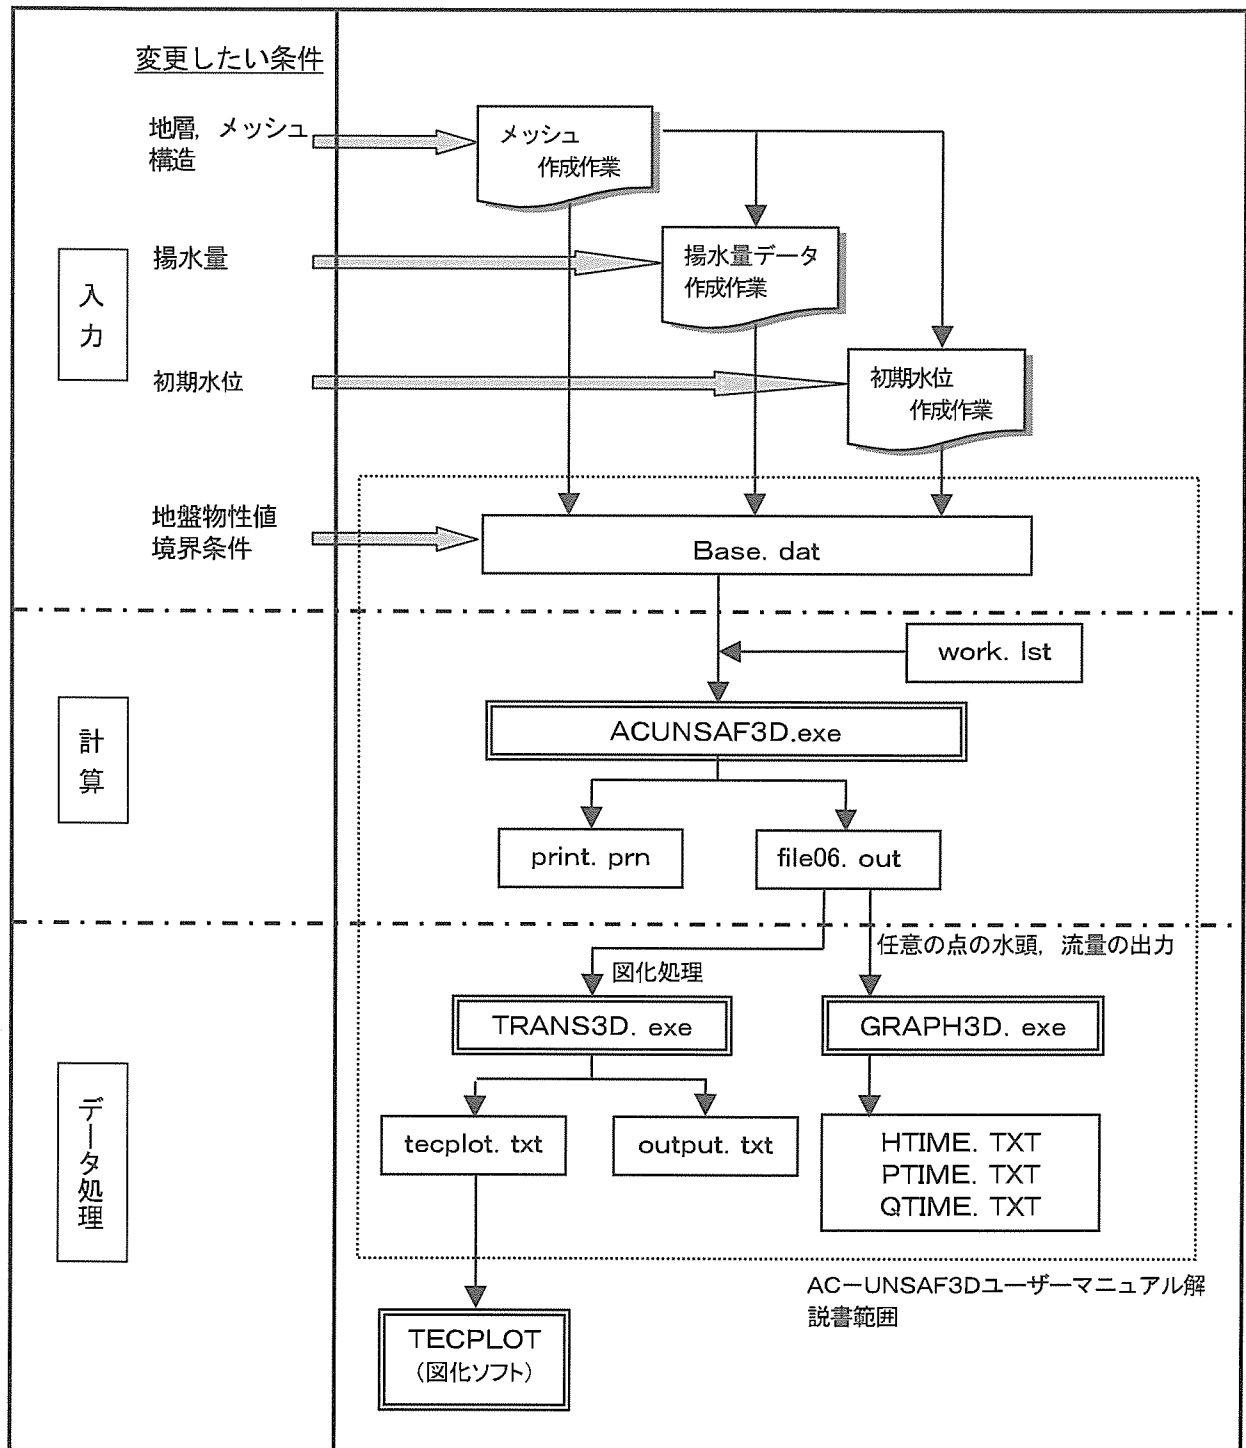 変更したい条件
地層，メッシュ
構造
メッシュ
作成作業
入
力
揚水量
揚水量データ
作成作業
初期水位
初期水位
作成作業
地盤物性値
境界条件
Base. dat
work. lst
計
算
ACUNSAF3D.exe
print. prn
file06. out
任意の点の水頭，流量の出力
図化処理
TRANS3D. exe
GRAPH3D. exe
デ
ー
タ
処
理
tecplot. txt
output. txt
HTIME. TXT
PTIME. TXT
QTIME. TXT
AC－UNSAF3Dユーザーマニュアル解
説書範囲
TECPLOT
（図化ソフト）